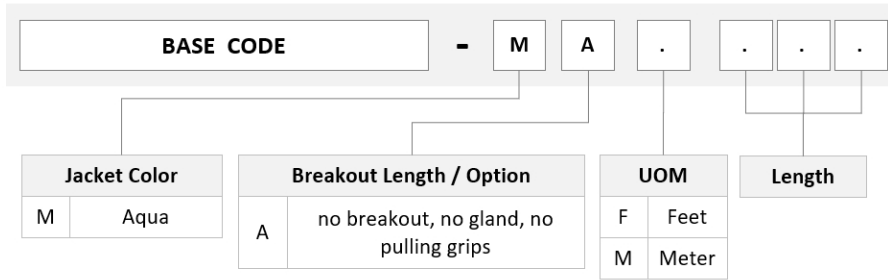 BASE CODE - M A . . . .
Jacket Color
M Aqua
Breakout Length / Option
A no breakout, no gland, no
pulling grips
UOM
F Feet
M Meter
Length